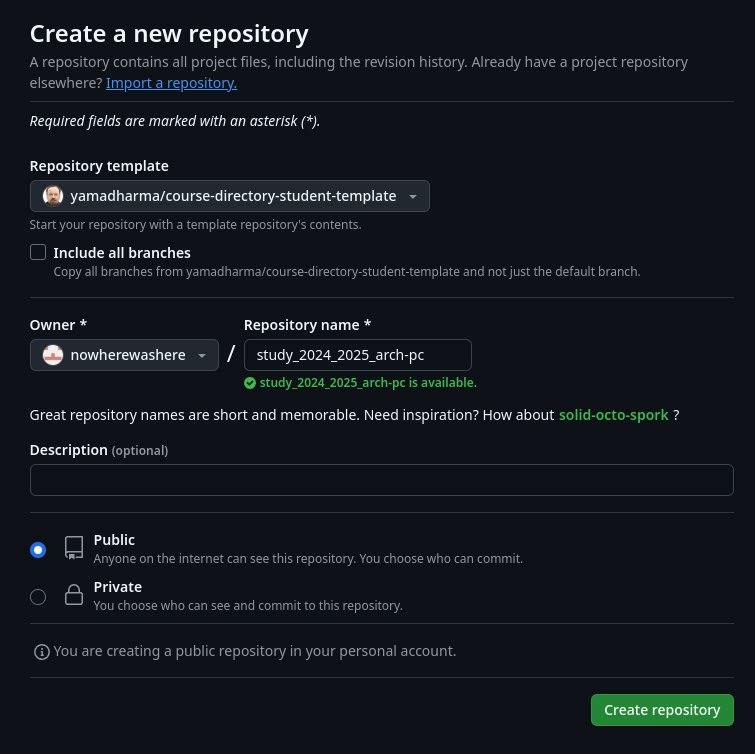 Create a new repository
A repository contains all project files, including the revision history. Already have a project repository
elsewhere? Import a repository.
Required fields are marked with an asterisk (*).
Repository template
yamadharma/course-directory-student-template
Start your repository with a template repository's contents.
Include all branches
Copy all branches from yamadharma/course-directory-student-template and not just the default branch.
Owner * Repository name *
nowherewashere / study_2024_2025_arch-pc
study_2024_2025_arch-pc is available.
Great repository names are short and memorable. Need inspiration? How about solid-octo-spork ?
Description (optional)
Public
Anyone on the internet can see this repository. You choose who can commit.
Private
You choose who can see and commit to this repository.
You are creating a public repository in your personal account.
Create repository